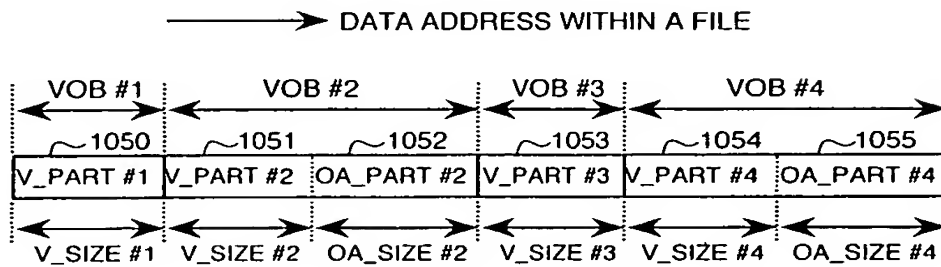 DATA ADDRESS WITHIN A FILE
VOB #1 VOB #2 VOB #3 VOB #4
1050 1051 1052 1053 1054 1055
V_PART #1 V_PART #2 OA_PART #2 V_PART #3 V_PART #4 OA_PART #4
V_SIZE #1 V_SIZE #2 OA_SIZE #2 V_SIZE #3 V_SIZE #4 OA_SIZE #4